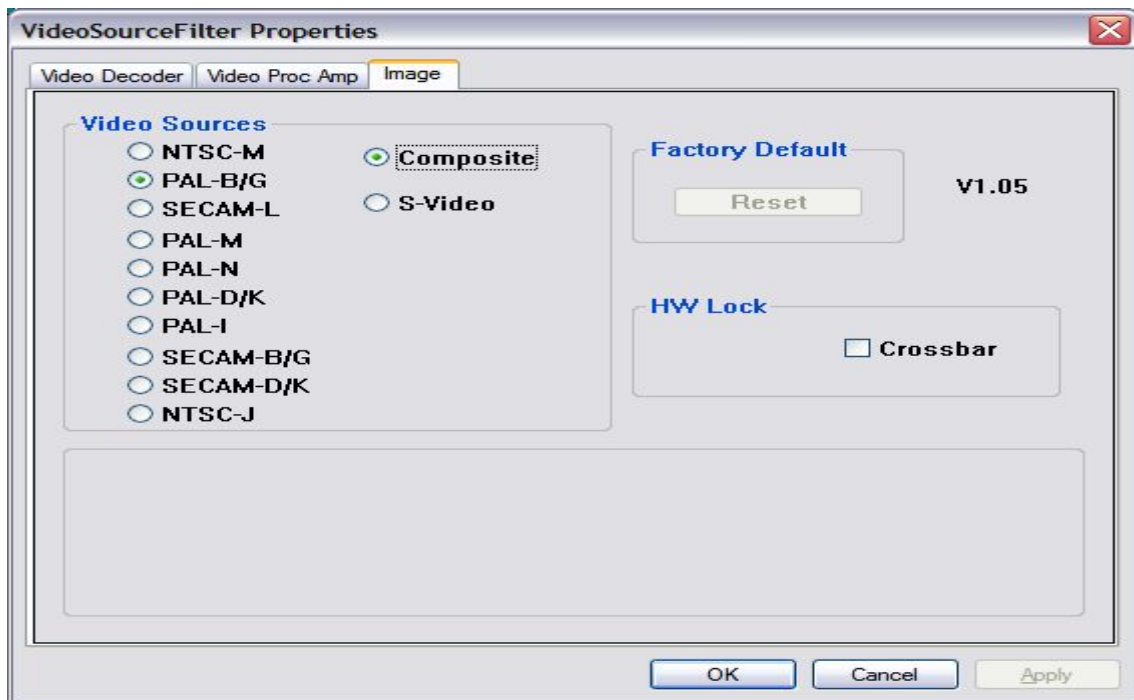 VideoSourceFilter Properties
Video Decoder
Video Proc Amp
Image
Video Sources
NTSC-M
PAL-B/G
SECAM-L
PAL-M
PAL-N
PAL-D/K
PAL-I
SECAM-B/G
SECAM-D/K
NTSC-J
Composite
S-Video
Factory Default
Reset
V1.05
HW Lock
Crossbar
OK
Cancel
Apply